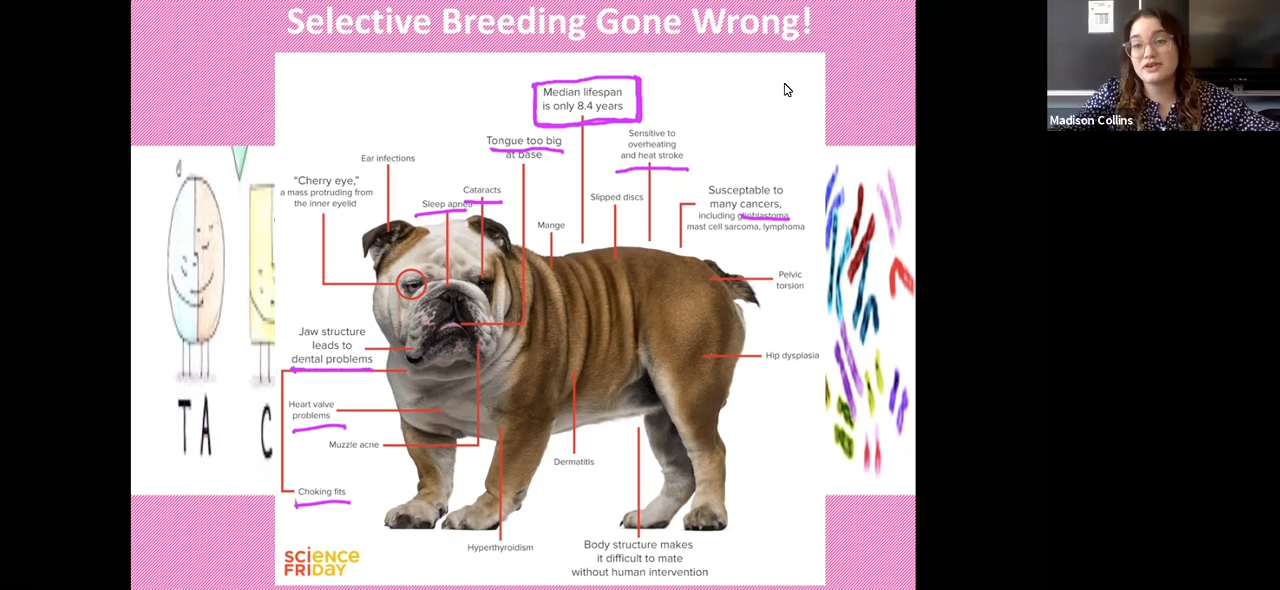 Selective Breeding Gone Wrong!
Median lifespan
is only 8.4 years
Tongue too big
at base
Sensitive to
overheating
and heat stroke
Ear infections
"Cherry eye,"
a mass protruding from
the inner eyelid
Sleep apnea
Cataracts
Mange
Slipped discs
Susceptable to
many cancers,
including glioblastoma
mast cell sarcoma, lymphoma
Pelvic
torsion
Jaw structure
leads to
dental problems
Hip dysplasia
Heart valve
problems
Muzzle acne
Choking fits
Dermatitis
Hyperthyroidism
Body structure makes
it difficult to mate
without human intervention
SCIENCE
FRIDAY
TA
C
Madison Collins